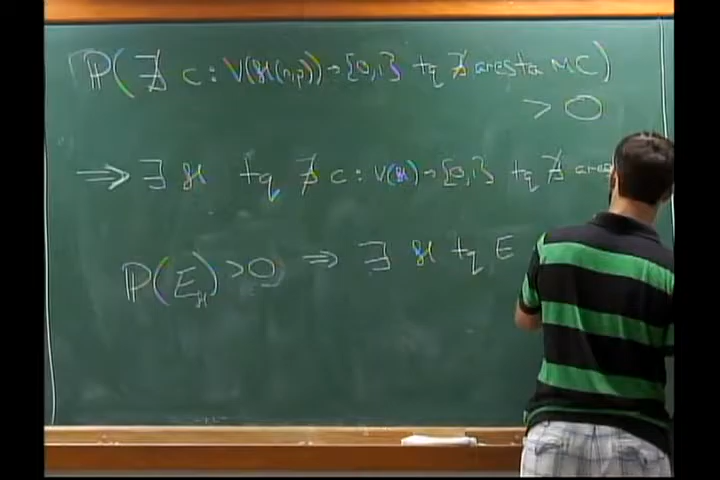 ℙ(∄ c: V(ℋ(n,p)) → {0,1} tq ∄ aresta MC)
> 0
⟹ ∃ ℋ tq ∄ c: V(ℋ) → {0,1} tq ∄ ares
ℙ(E_ℋ) > 0 ⟹ ∃ ℋ tq E